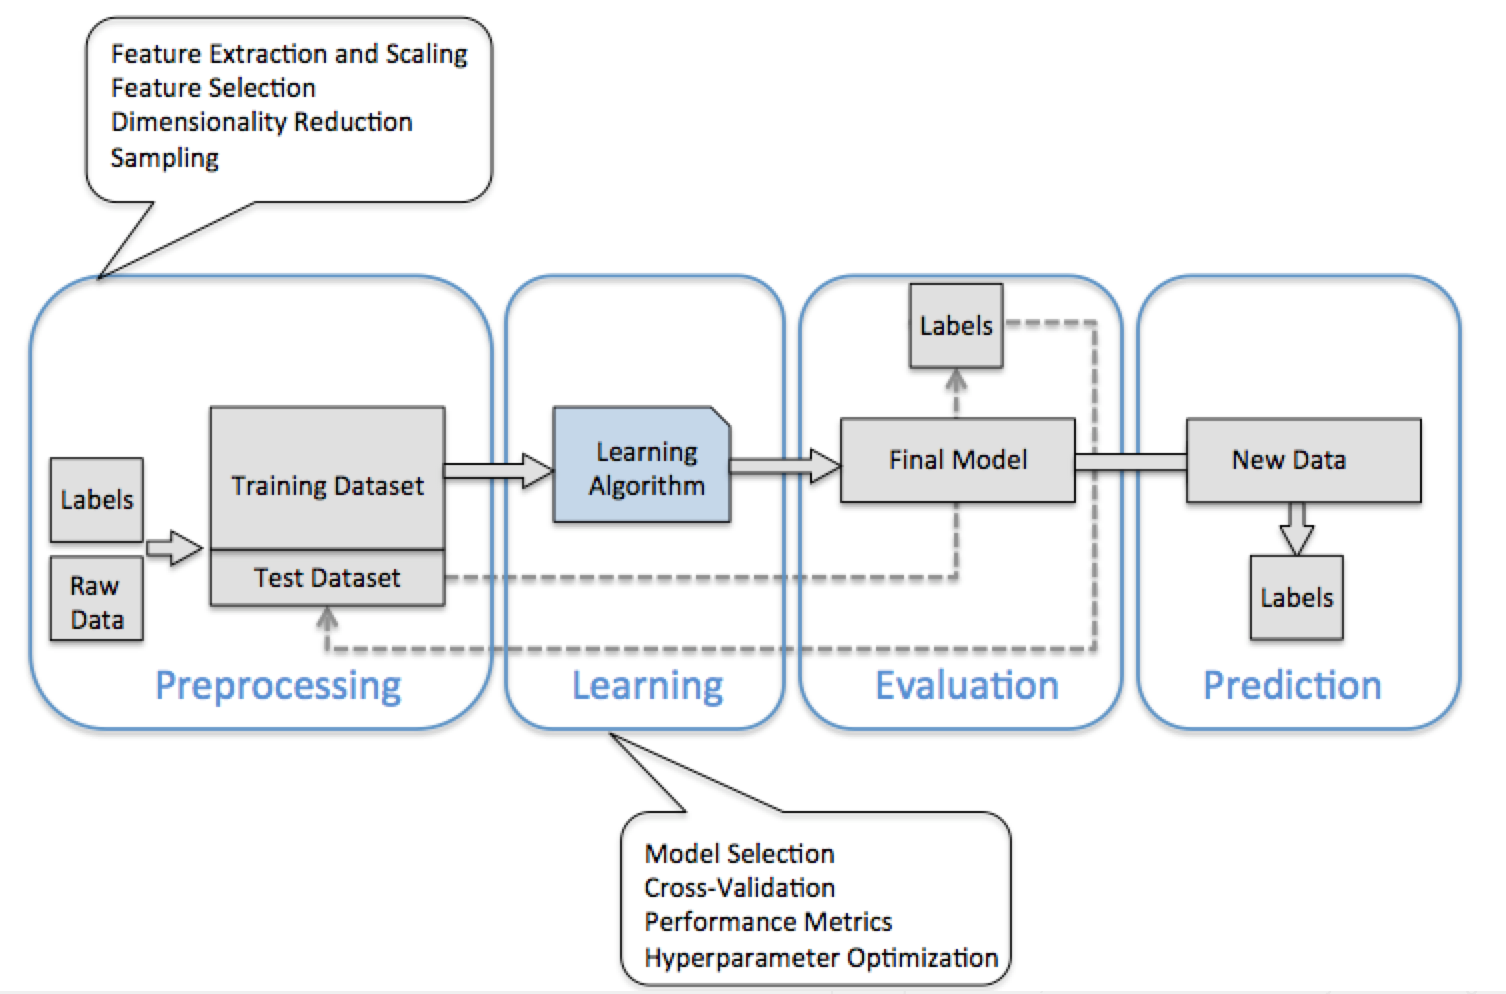 Feature Extraction and Scaling
Feature Selection
Dimensionality Reduction
Sampling
Labels
Raw
Data
Training Dataset
Test Dataset
Preprocessing
Learning
Algorithm
Learning
Labels
Final Model
Evaluation
New Data
Labels
Prediction
Model Selection
Cross-Validation
Performance Metrics
Hyperparameter Optimization